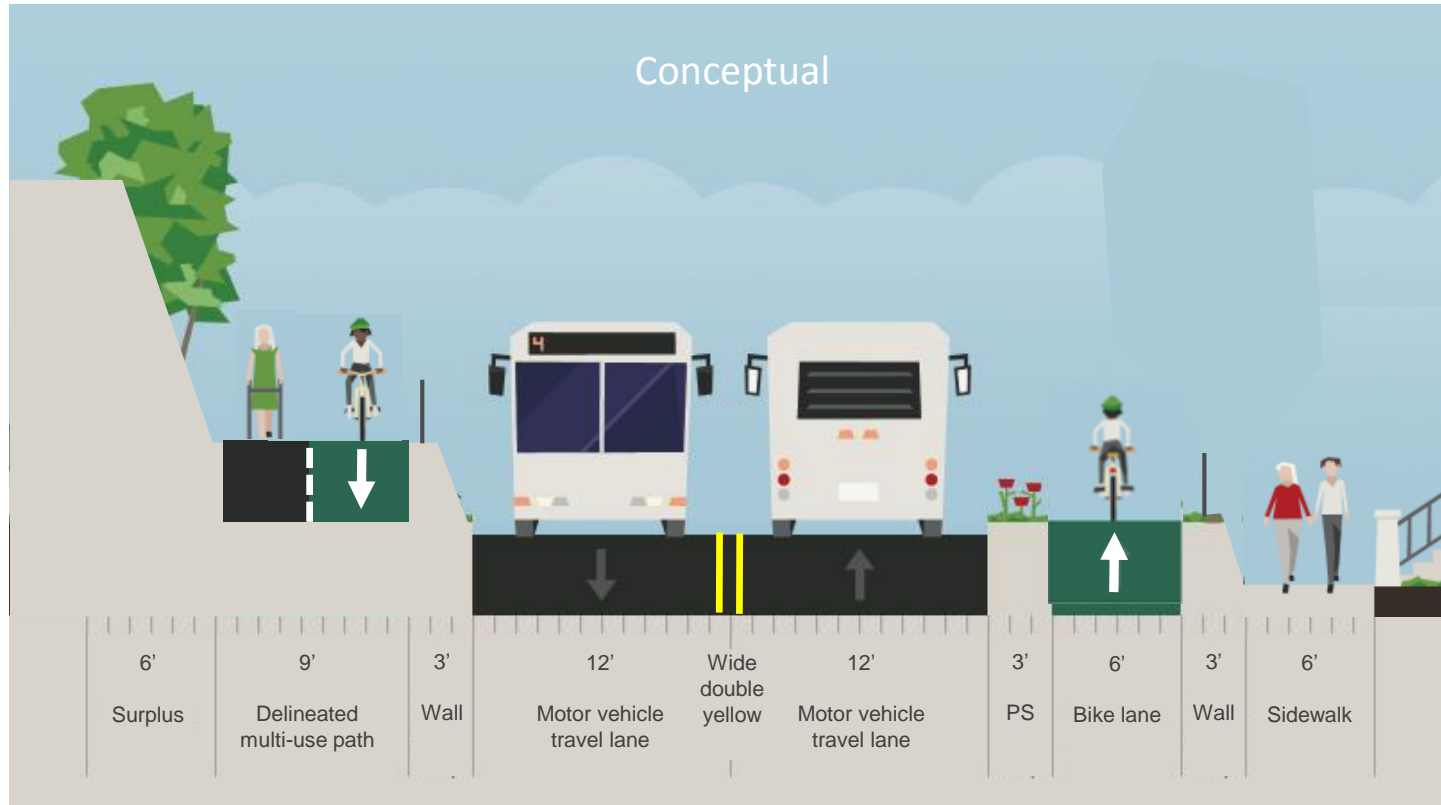 Conceptual
4
6’
9’
3’
12’
Wide
double
yellow
12’
3’
6’
3’
6’
Surplus
Delineated
multi-use path
Wall
Motor vehicle
travel lane
Motor vehicle
travel lane
PS
Bike lane
Wall
Sidewalk